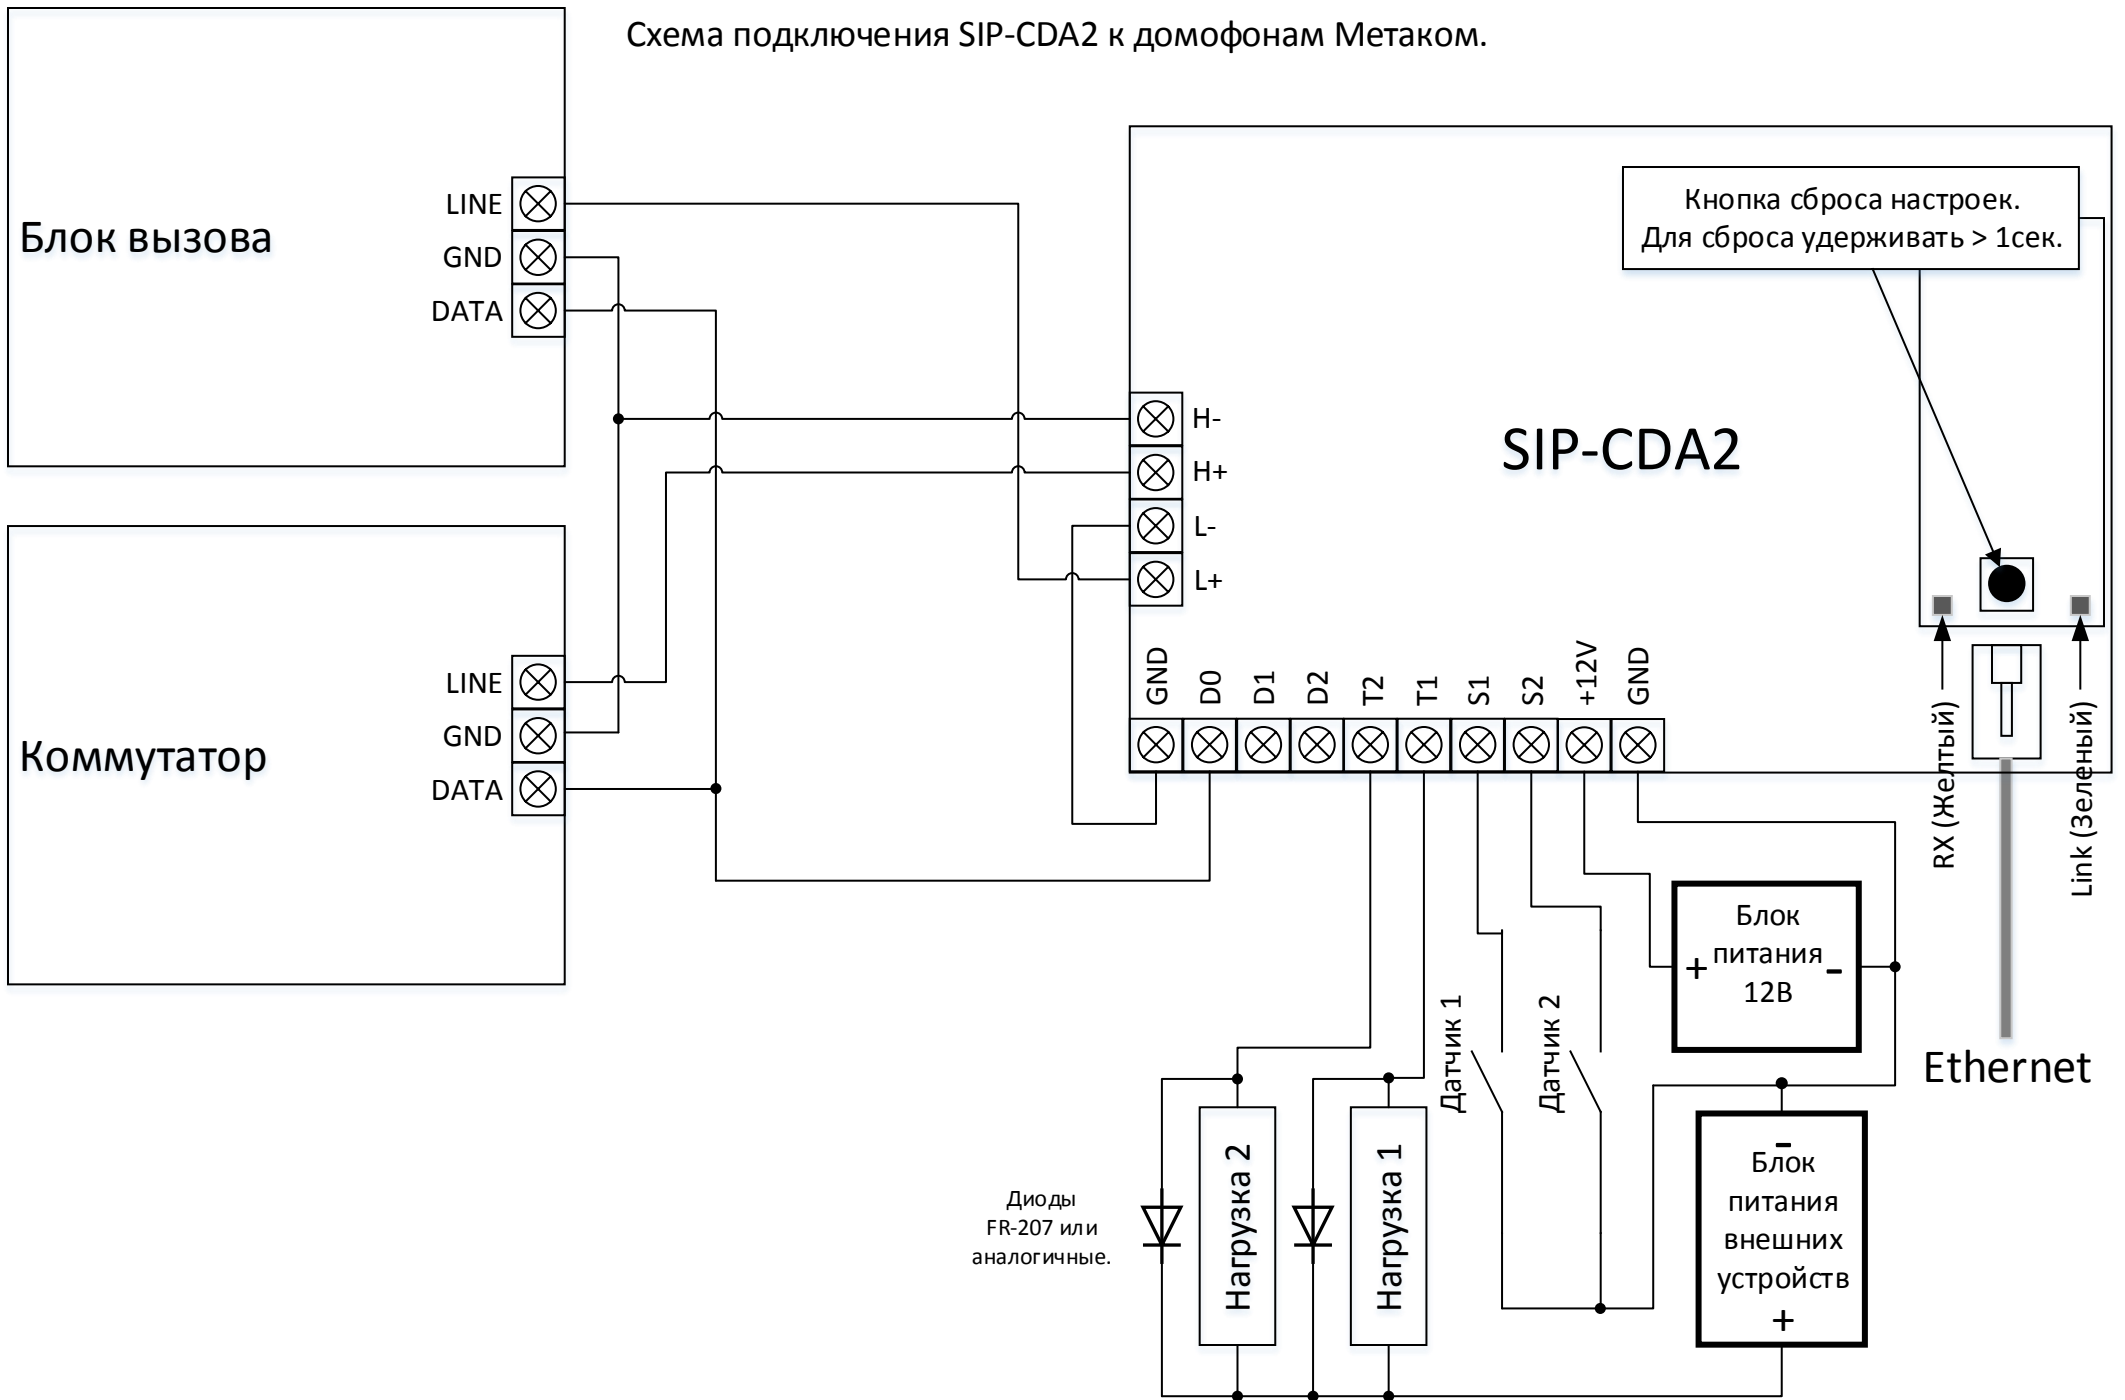 Схема подключения SIP-CDA2 к домофонам Метаком.
Блок вызова
LINE
GND
DATA
Коммутатор
LINE
GND
DATA
Кнопка сброса настроек.
Для сброса удерживать > 1сек.
SIP-CDA2
H-
H+
L-
L+
GND
D0
D1
D2
T2
T1
S1
S2
+12V
GND
RX (Желтый)
Link (Зеленый)
Ethernet
Блок
питания
12В
+
-
Датчик 1
Датчик 2
Диоды
FR-207 или
аналогичные.
Нагрузка 2
Нагрузка 1
-
Блок
питания
внешних
устройств
+